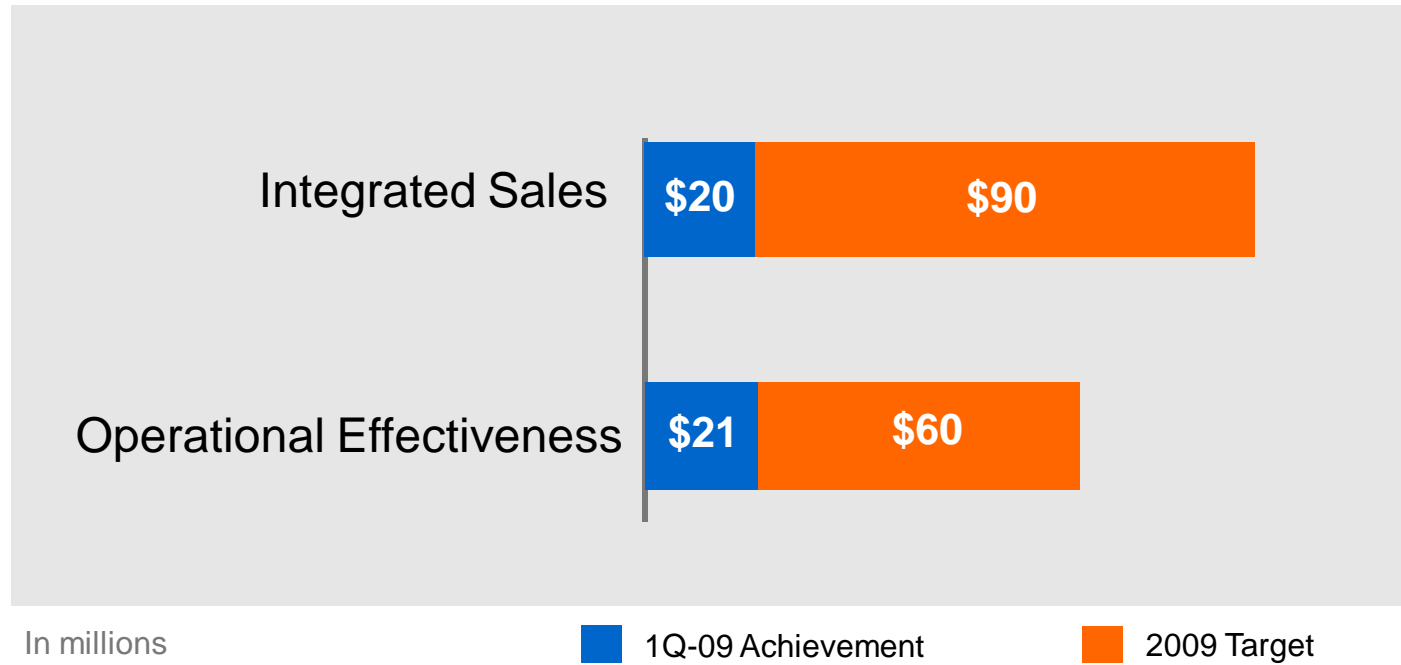 Integrated Sales $20 $90
Operational Effectiveness $21 $60
In millions 1Q-09 Achievement 2009 Target